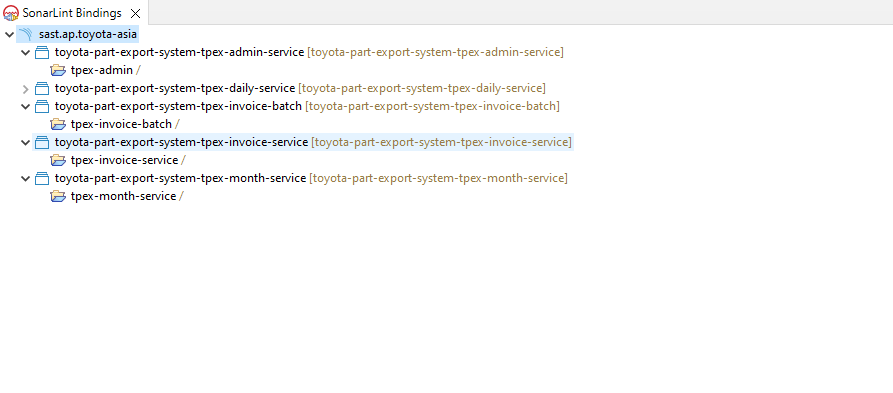 SonarLint Bindings
sast.ap.toyota-asia
toyota-part-export-system-tpex-admin-service [toyota-part-export-system-tpex-admin-service]
tpex-admin /
toyota-part-export-system-tpex-daily-service [toyota-part-export-system-tpex-daily-service]
toyota-part-export-system-tpex-invoice-batch [toyota-part-export-system-tpex-invoice-batch]
tpex-invoice-batch /
toyota-part-export-system-tpex-invoice-service [toyota-part-export-system-tpex-invoice-service]
tpex-invoice-service /
toyota-part-export-system-tpex-month-service [toyota-part-export-system-tpex-month-service]
tpex-month-service /